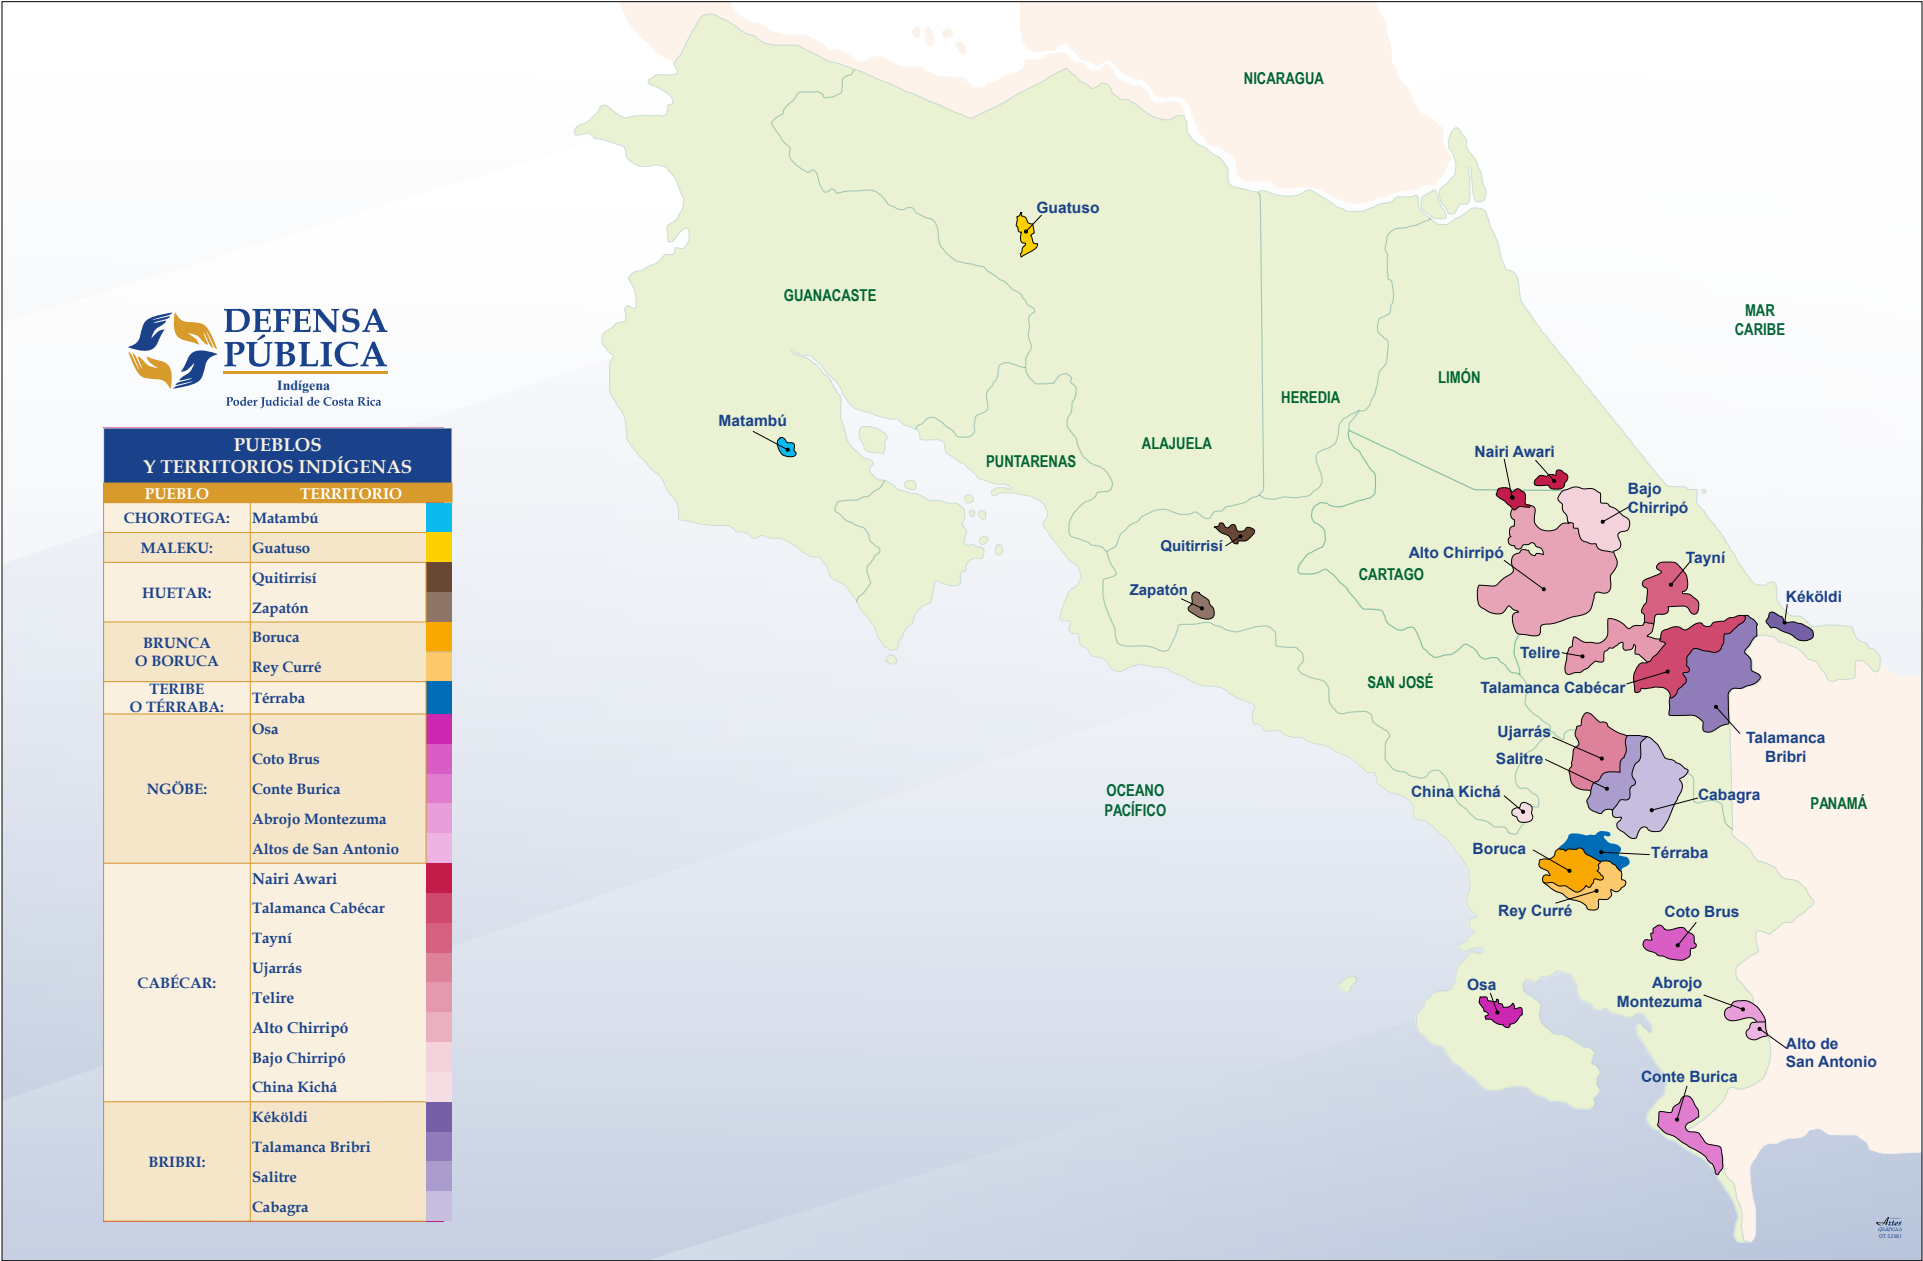 DEFENSA
PÚBLICA
Indígena
Poder Judicial de Costa Rica
PUEBLOS
Y TERRITORIOS INDÍGENAS
PUEBLO TERRITORIO
CHOROTEGA: Matambú
MALEKU: Guatuso
HUETAR: Quitirrisí
Zapatón
BRUNCA
O BORUCA
Boruca
Rey Curré
TERIBE
O TÉRRABA:
Térraba
NGÖBE:
Osa
Coto Brus
Conte Burica
Abrojo Montezuma
Altos de San Antonio
CABÉCAR:
Nairi Awari
Talamanca Cabécar
Tayní
Ujarrás
Telire
Alto Chirripó
Bajo Chirripó
China Kichá
BRIBRI:
Kéköldi
Talamanca Bribri
Salitre
Cabagra
NICARAGUA
Guatuso
GUANACASTE
MAR
CARIBE
LIMÓN
HEREDIA
Matambú
ALAJUELA
PUNTARENAS
Nairi Awari
Bajo
Chirripó
Quitirrisí
Alto Chirripó
Tayní
CARTAGO
Zapatón
Kéköldi
Telire
SAN JOSÉ
Talamanca Cabécar
Ujarrás
Talamanca
Bribri
Salitre
China Kichá
Cabagra
OCEANO
PACÍFICO
PANAMÁ
Boruca
Térraba
Rey Curré
Coto Brus
Osa
Abrojo
Montezuma
Alto de
San Antonio
Conte Burica
Artes
GRÁFICAS
OT. 52381